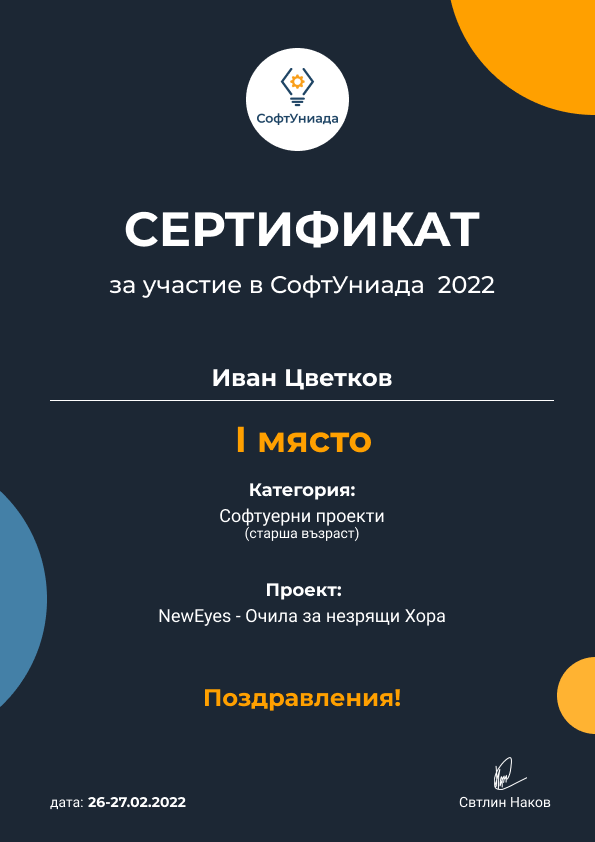 СофтУниада
СЕРТИФИКАТ
за участие в СофтУниада 2022
Иван Цветков
I място
Категория:
Софтуерни проекти
(старша възраст)
Проект:
NewEyes - Очила за незрящи Хора
Поздравления!
дата: 26-27.02.2022
Свтлин Наков